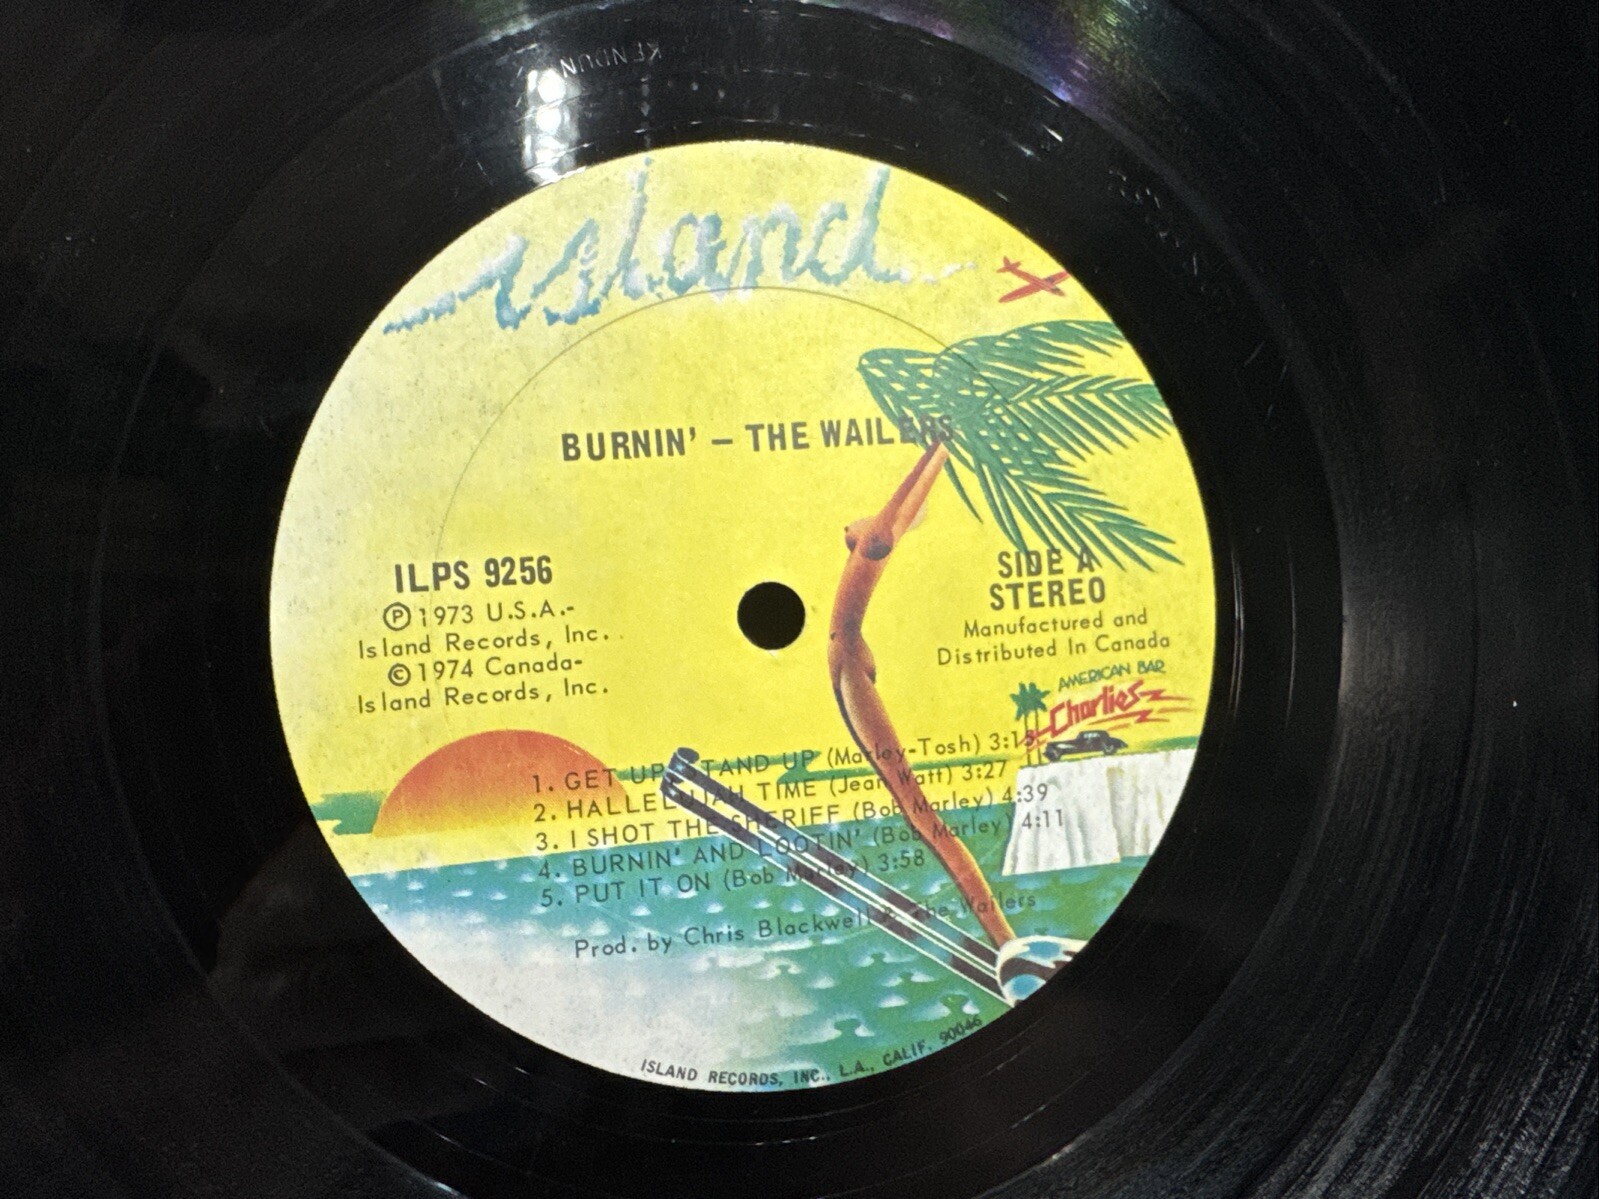 KENDUN
island
BURNIN' – THE WAILERS
ILPS 9256
Ⓟ 1973 U.S.A.-
Island Records, Inc.
© 1974 Canada-
Island Records, Inc.
SIDE A
STEREO
Manufactured and
Distributed In Canada
AMERICAN BAR
Charlies
1. GET UP, STAND UP (Marley-Tosh) 3:15
2. HALLELUJAH TIME (Jean Watt) 3:27
3. I SHOT THE SHERIFF (Bob Marley) 4:39
4. BURNIN' AND LOOTIN' (Bob Marley) 4:11
5. PUT IT ON (Bob Marley) 3:58
Prod. by Chris Blackwell & The Wailers
ISLAND RECORDS, INC., L.A., CALIF. 90046